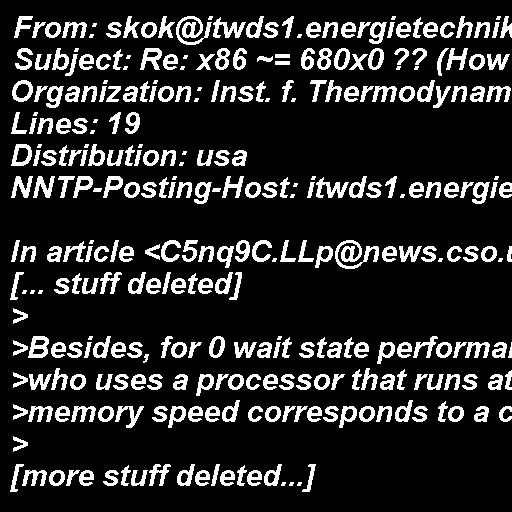 From: skok@itwds1.energietechnik
Subject: Re: x86 ~= 680x0 ?? (How
Organization: Inst. f. Thermodynam
Lines: 19
Distribution: usa
NNTP-Posting-Host: itwds1.energie
In article <C5nq9C.LLp@news.cso.u
[... stuff deleted]
>
>Besides, for 0 wait state performan
>who uses a processor that runs at
>memory speed corresponds to a c
>
[more stuff deleted...]